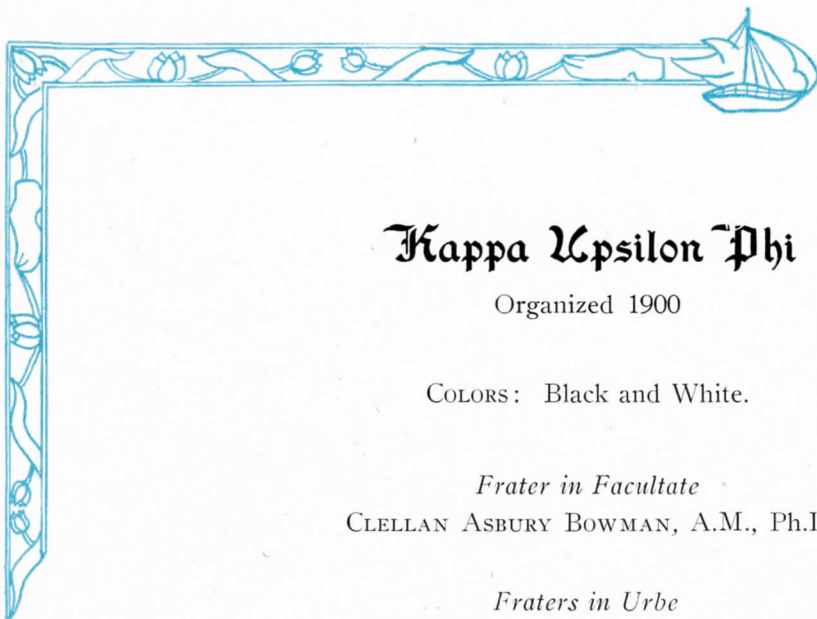 Kappa Upsilon Phi
Organized 1900
COLORS: Black and White.
Frater in Facultate
CLELLAN ASBURY BOWMAN, A.M.,
Fraters in Urbe